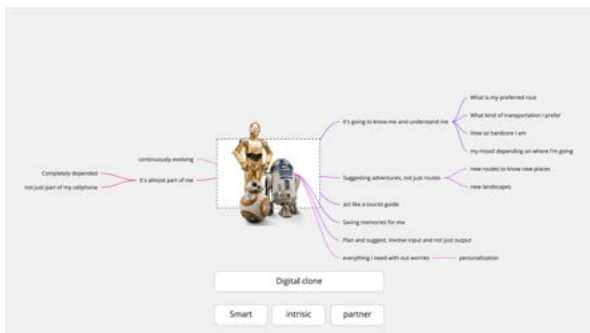 What is my preferred rout
What kind of transportation I prefer
It's going to know me and understand me
How so hardcore I am
my mood depending on where I'm going
continuously evolving
new routes to know new places
Completely depended
It's almost part of me
Suggesting adventures, not just routes
not just part of my cellphone
new landscapes
act like a tourist guide
Saving memories for me
Plan and suggest, involve input and not just output
everything I need with out worries
personalization
Digital clone
Smart
intrisic
partner